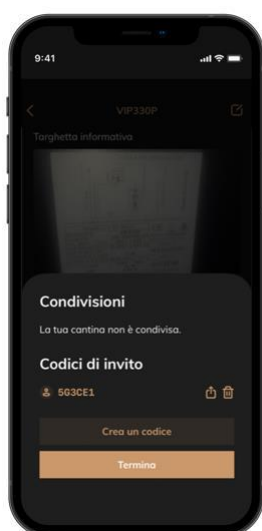 9:41
VIP330P
Targhetta informativa
Condivisioni
La tua cantina non è condivisa.
Codici di invito
5G3CE1
Crea un codice
Termina